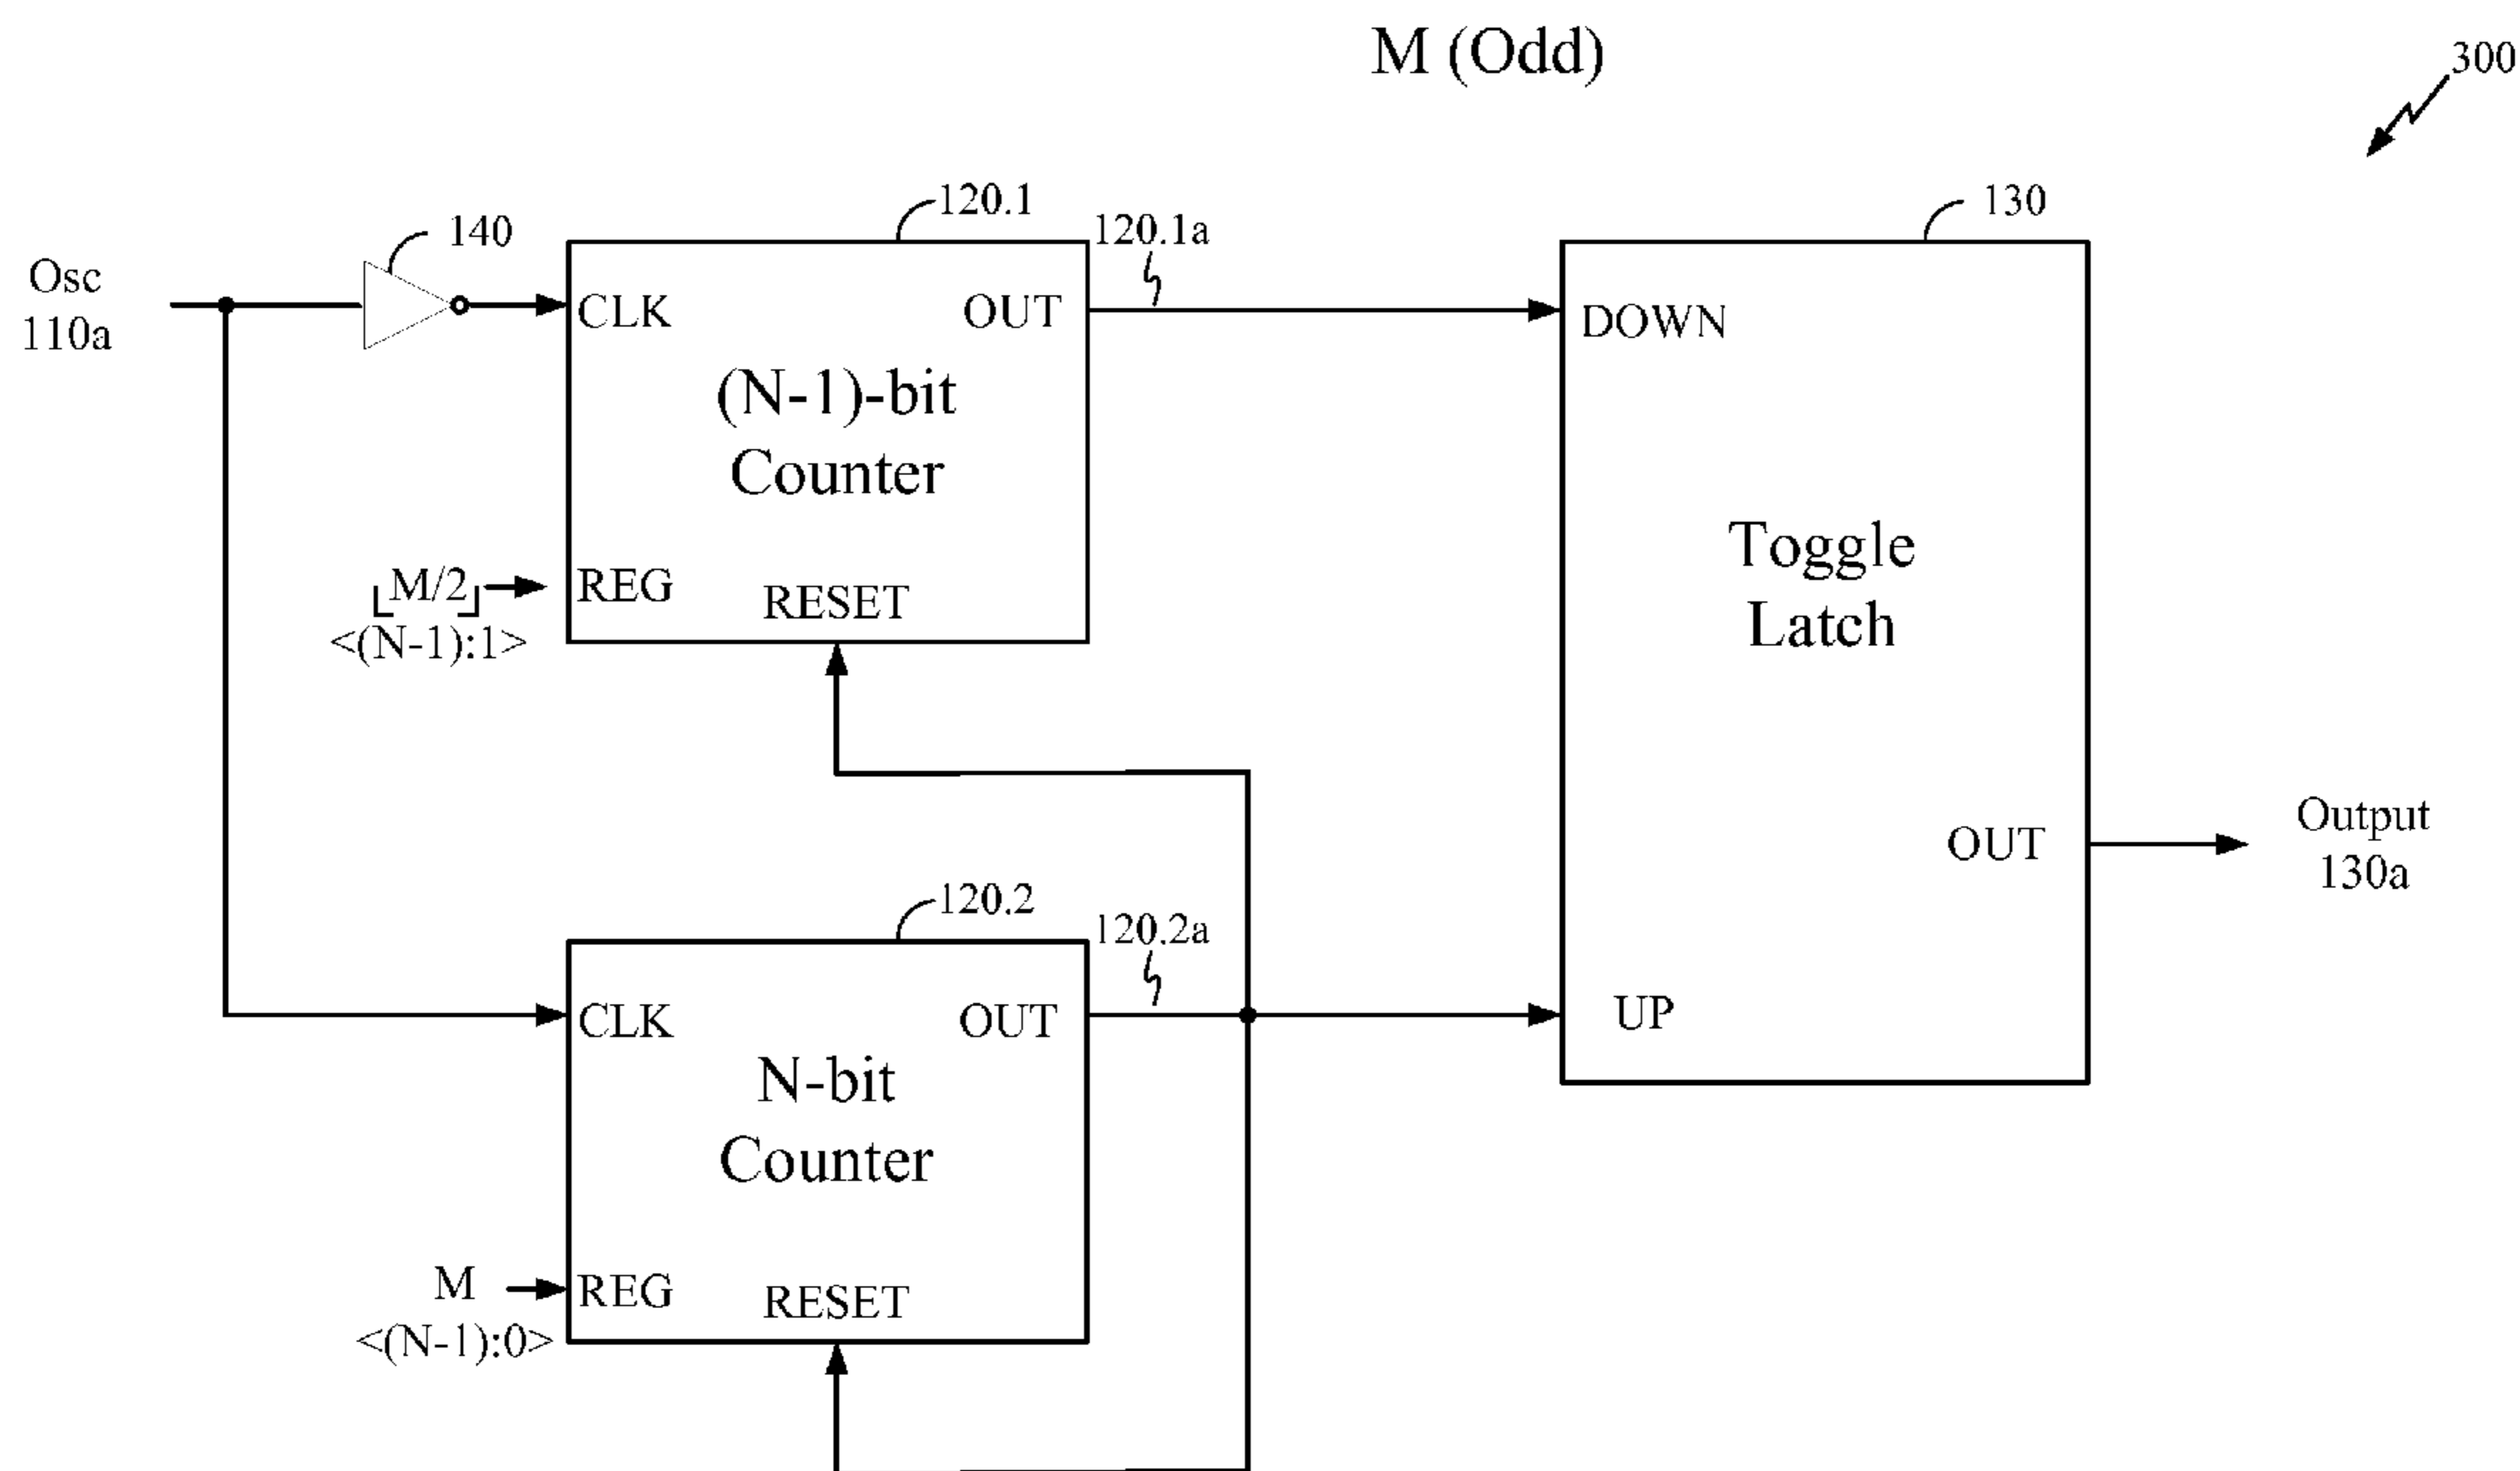 M (Odd)
300
Osc
110a
140
120.1
120.1a
130
CLK
OUT
(N-1)-bit
Counter
⌊M/2⌋
<(N-1):1>
REG
RESET
DOWN
Toggle
Latch
OUT
UP
Output
130a
120.2
120.2a
CLK
OUT
N-bit
Counter
M
<(N-1):0>
REG
RESET